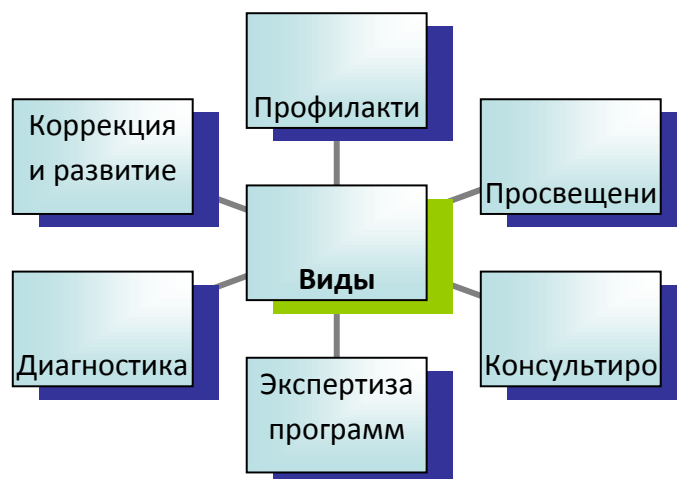 Профилакти
Коррекция
и развитие
Просвещени
Виды
Диагностика
Консультиро
Экспертиза
программ